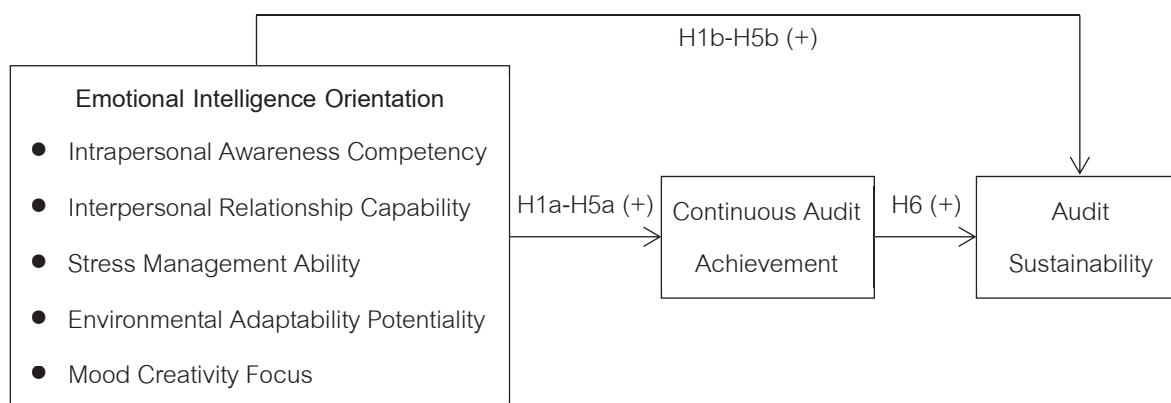 H1b-H5b (+)
Emotional Intelligence Orientation
● Intrapersonal Awareness Competency
● Interpersonal Relationship Capability
● Stress Management Ability
● Environmental Adaptability Potentiality
● Mood Creativity Focus
H1a-H5a (+)
Continuous Audit
Achievement
H6 (+)
Audit
Sustainability